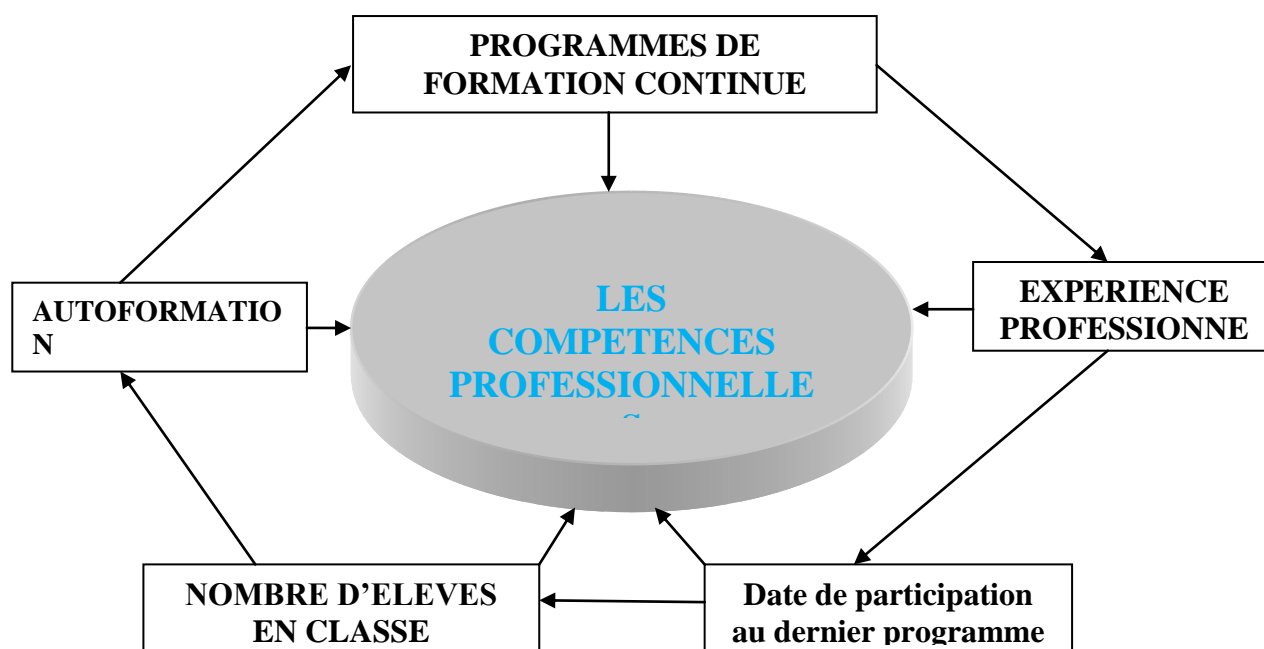 PROGRAMMES DE
FORMATION CONTINUE
AUTOFORMATIO
N
LES
COMPETENCES
PROFESSIONNELLE
EXPERIENCE
PROFESSIONNE
NOMBRE D'ELEVES
EN CLASSE
Date de participation
au dernier programme